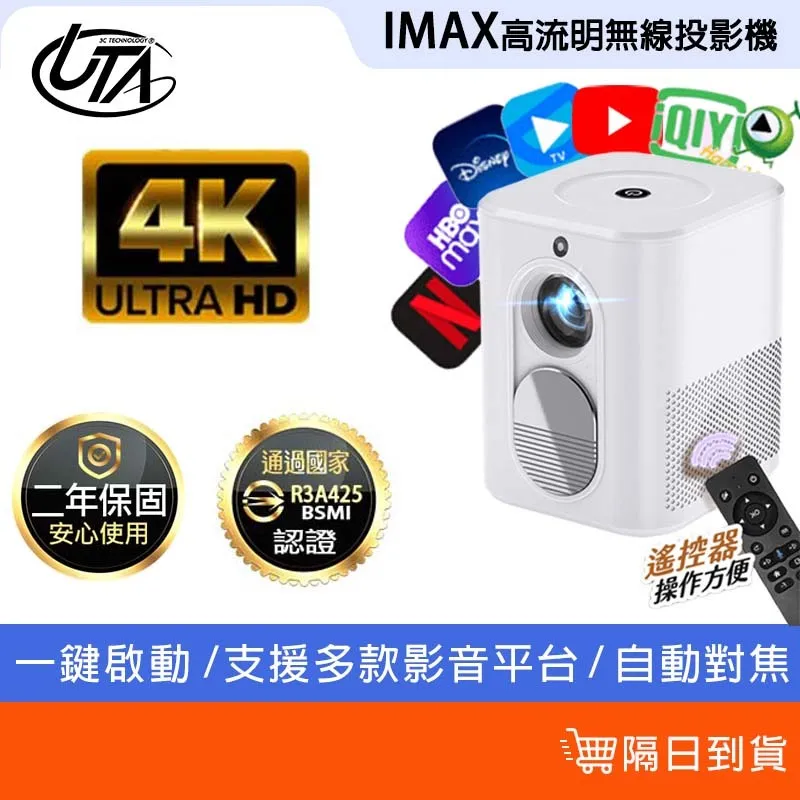 3C TECHNOLOGY®
UTA
IMAX高流明無線投影機
4K
ULTRA HD
Disney
TV
iQIYI
HBO
max
N
二年保固
安心使用
通過國家
R3A425
BSMI
認證
遙控器
操作方便
一鍵啟動 /支援多款影音平台/自動對焦
隔日到貨